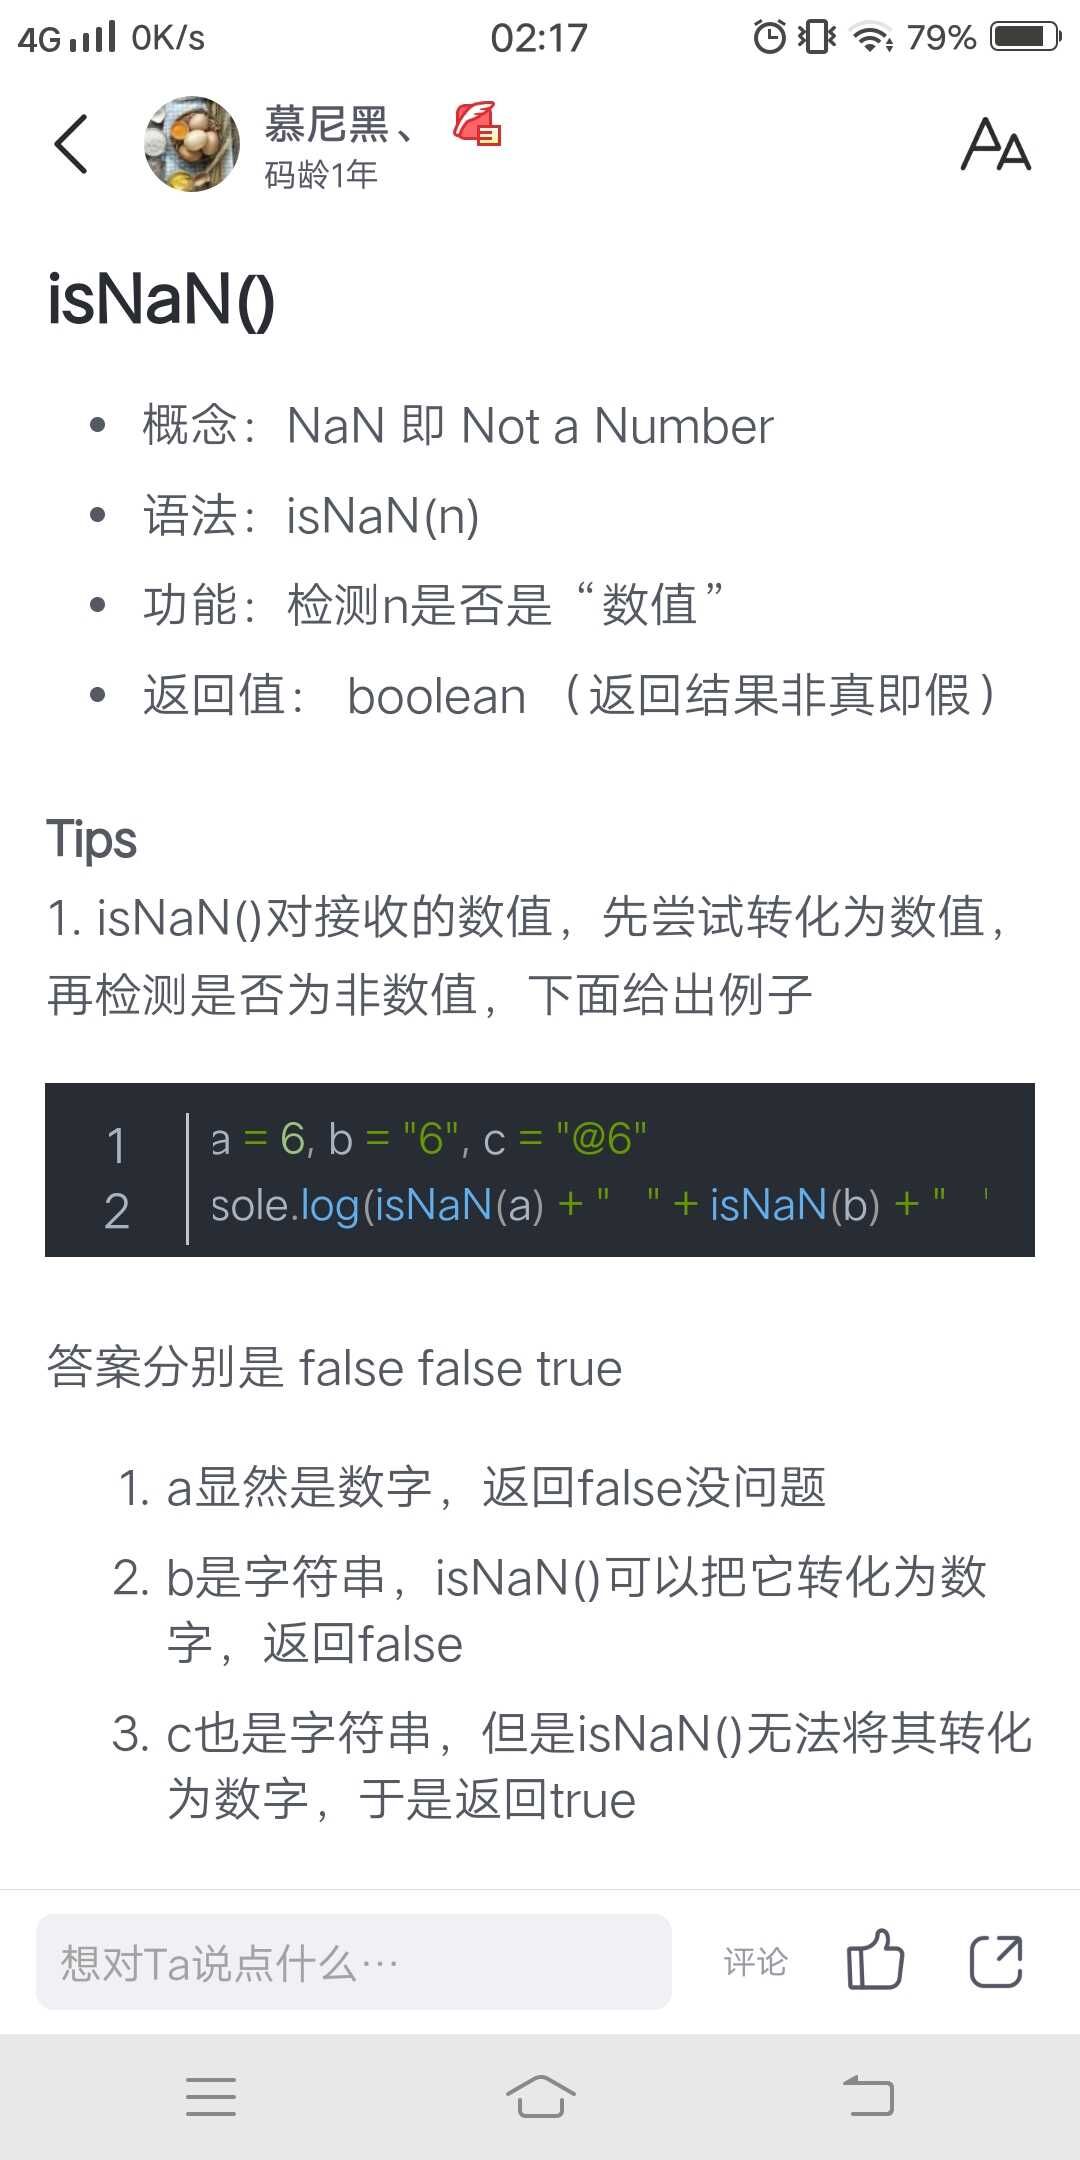 4G 0K/s 02:17 79%
慕尼黑、
码龄1年
isNaN()
概念：NaN 即 Not a Number
语法：isNaN(n)
功能：检测n是否是“数值”
返回值： boolean （返回结果非真即假）
Tips
1. isNaN()对接收的数值，先尝试转化为数值，
再检测是否为非数值，下面给出例子
1 a = 6, b = "6", c = "@6"
2 sole.log(isNaN(a) + "   " + isNaN(b) + "   '
答案分别是 false false true
1. a显然是数字，返回false没问题
2. b是字符串，isNaN()可以把它转化为数
字，返回false
3. c也是字符串，但是isNaN()无法将其转化
为数字，于是返回true
想对Ta说点什么… 评论